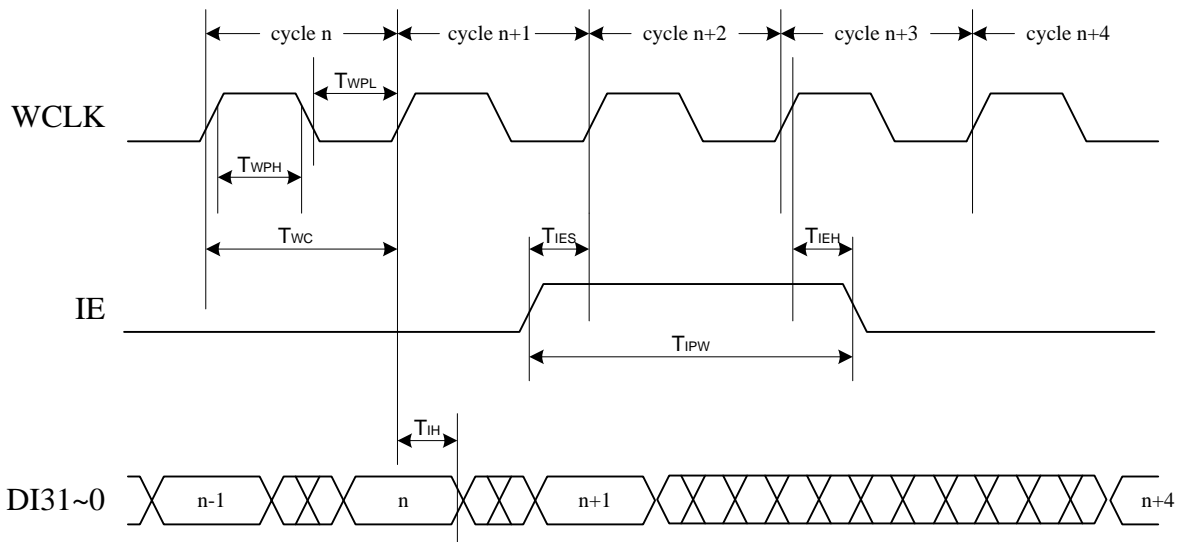 cycle n cycle n+1 cycle n+2 cycle n+3 cycle n+4
TWPL
WCLK
TWPH
TWC TIES TIEH
IE
TIPW
TIH
DI31~0 n-1 n n+1 n+4